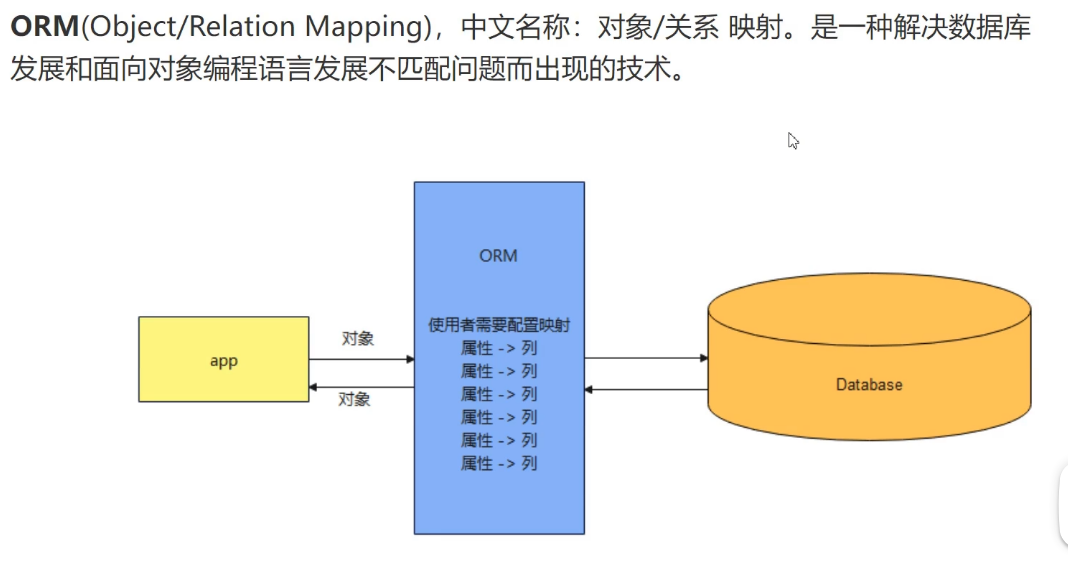 ORM(Object/Relation Mapping)，中文名称：对象/关系 映射。是一种解决数据库
发展和面向对象编程语言发展不匹配问题而出现的技术。
ORM
使用者需要配置映射
属性 -> 列
属性 -> 列
属性 -> 列
属性 -> 列
属性 -> 列
属性 -> 列
对象
app
对象
Database